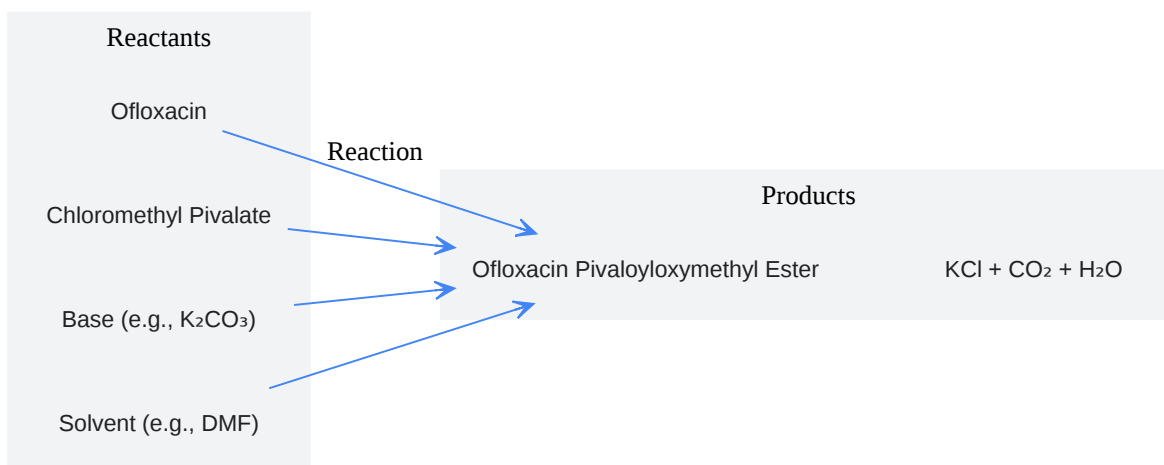 Reactants
Ofloxacin
Reaction
Chloromethyl Pivalate
Products
Ofloxacin Pivaloyloxymethyl Ester
KCl + CO₂ + H₂O
Base (e.g., K₂CO₃)
Solvent (e.g., DMF)